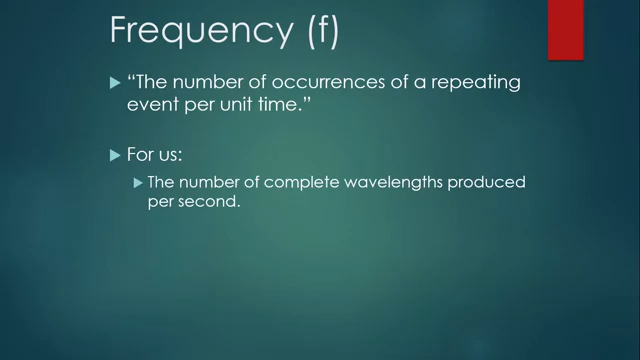 Frequency (f)
“The number of occurrences of a repeating
event per unit time.”
For us:
The number of complete wavelengths produced
per second.